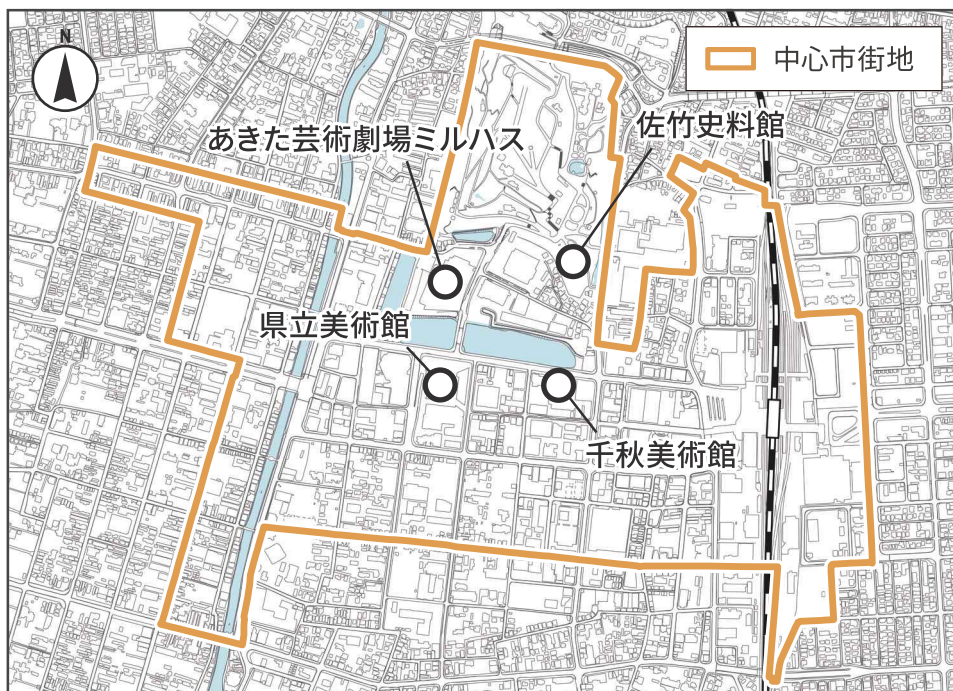 N
中心市街地
あきた芸術劇場ミルハス
佐竹史料館
県立美術館
千秋美術館